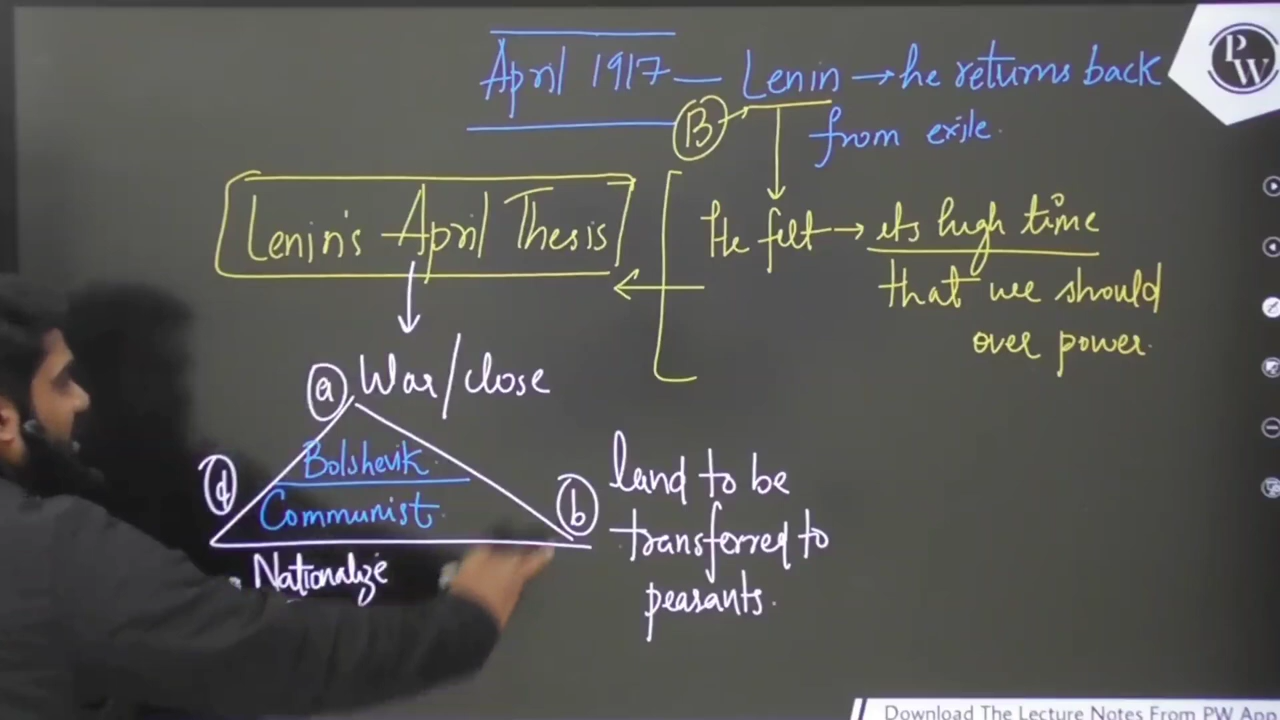 April 1917 — Lenin → he returns back
from exile.
B
PW
Lenin's April Thesis
He felt → its high time
that we should
over power.
a War/close
Bolshevik
Communist
d
b
land to be
transferred to
peasants.
Nationalize
Download The Lecture Notes From PW App